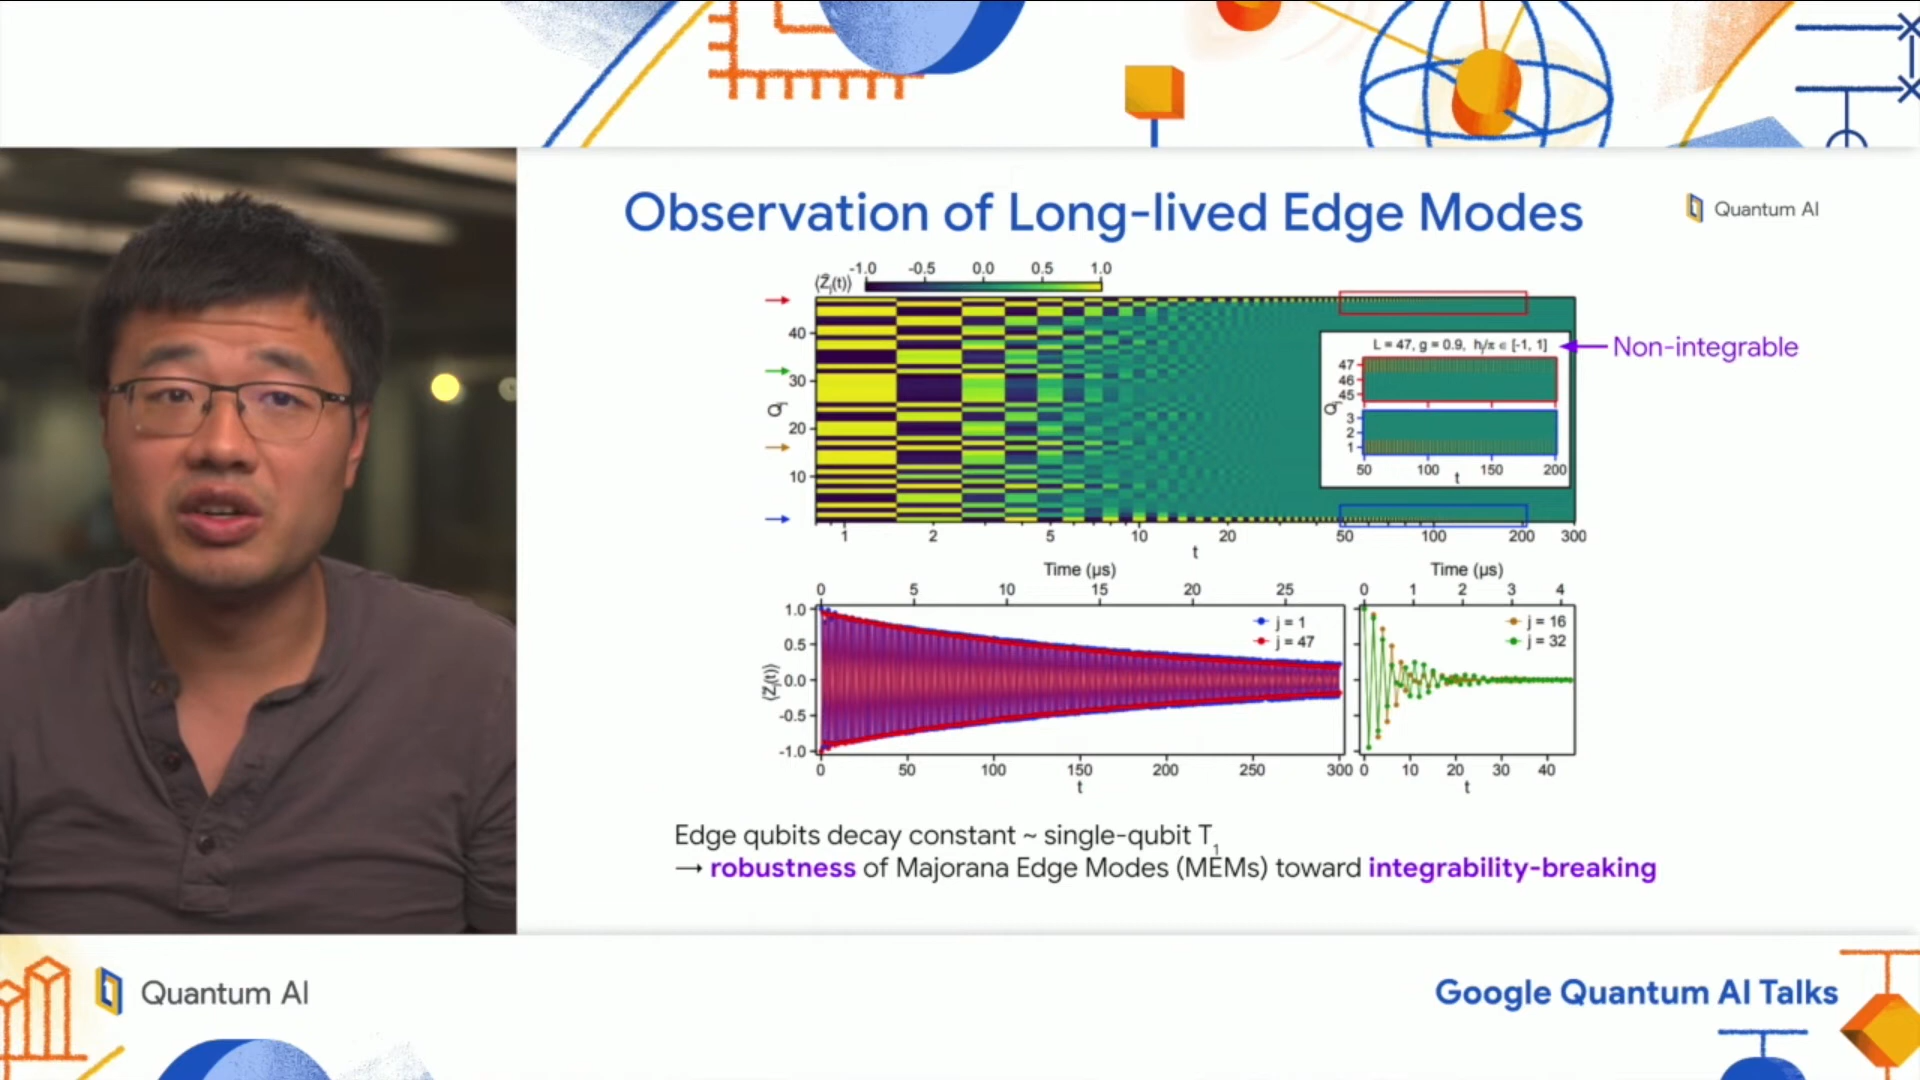 Observation of Long-lived Edge Modes
Quantum AI
⟨Ẑj(t)⟩
-1.0 -0.5 0.0 0.5 1.0
40
30
20
10
Qj
L = 47, g = 0.9, hj/π ∈ [-1, 1]
Non-integrable
47
46
45
Qj
3
2
1
50 100 150 200
t
1 2 5 10 20 50 100 200 300
t
Time (μs)
0 5 10 15 20 25
1.0
0.5
0.0
-0.5
-1.0
⟨Ẑj(t)⟩
j = 1
j = 47
0 50 100 150 200 250 300
t
Time (μs)
0 1 2 3 4
j = 16
j = 32
0 10 20 30 40
t
Edge qubits decay constant ~ single-qubit T1
→ robustness of Majorana Edge Modes (MEMs) toward integrability-breaking
Quantum AI
Google Quantum AI Talks